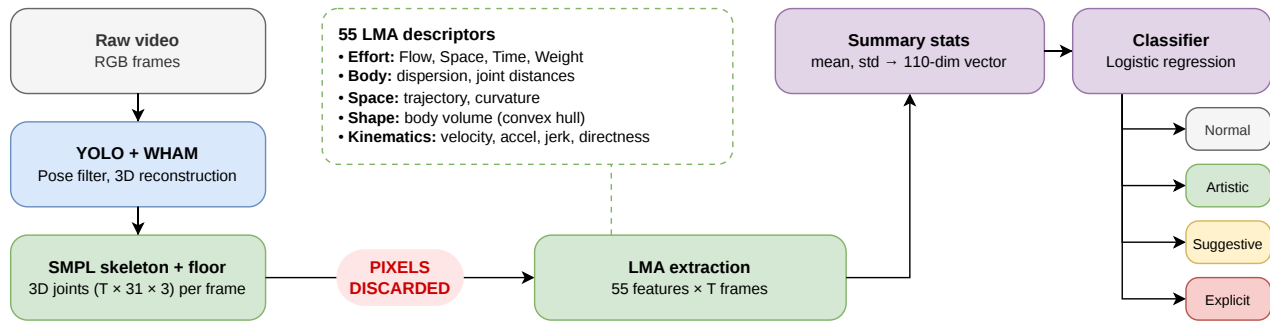 Raw video
RGB frames
YOLO + WHAM
Pose filter, 3D reconstruction
SMPL skeleton + floor
3D joints (T × 31 × 3) per frame
PIXELS
DISCARDED
55 LMA descriptors
• Effort: Flow, Space, Time, Weight
• Body: dispersion, joint distances
• Space: trajectory, curvature
• Shape: body volume (convex hull)
• Kinematics: velocity, accel, jerk, directness
LMA extraction
55 features × T frames
Summary stats
mean, std → 110-dim vector
Classifier
Logistic regression
Normal
Artistic
Suggestive
Explicit